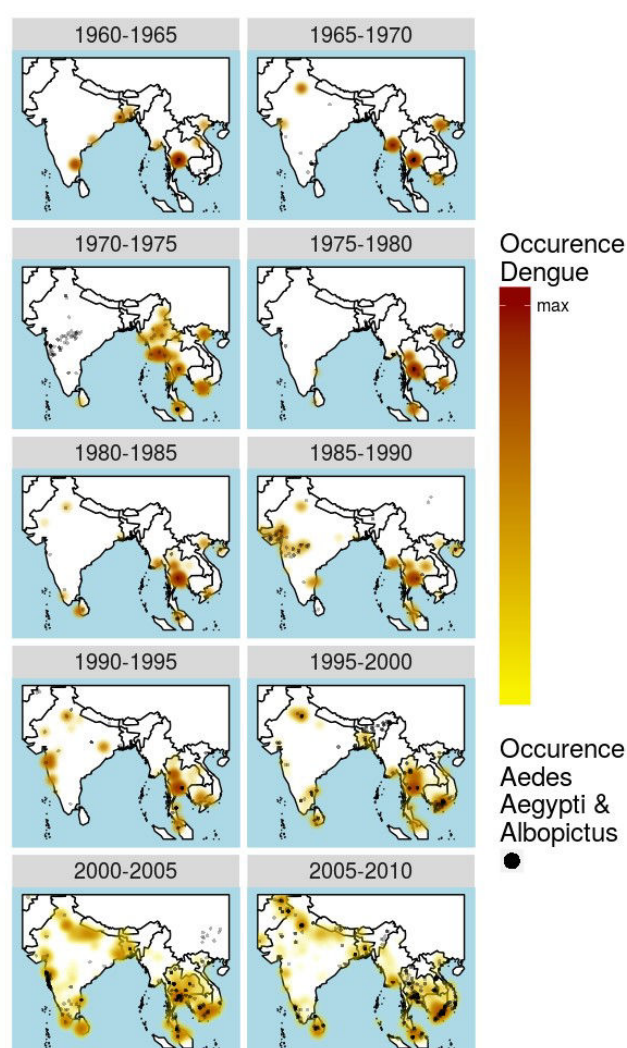 1960-1965
1965-1970
1970-1975
1975-1980
1980-1985
1985-1990
1990-1995
1995-2000
2000-2005
2005-2010
Occurence
Dengue
max
Occurence
Aedes
Aegypti &
Albopictus